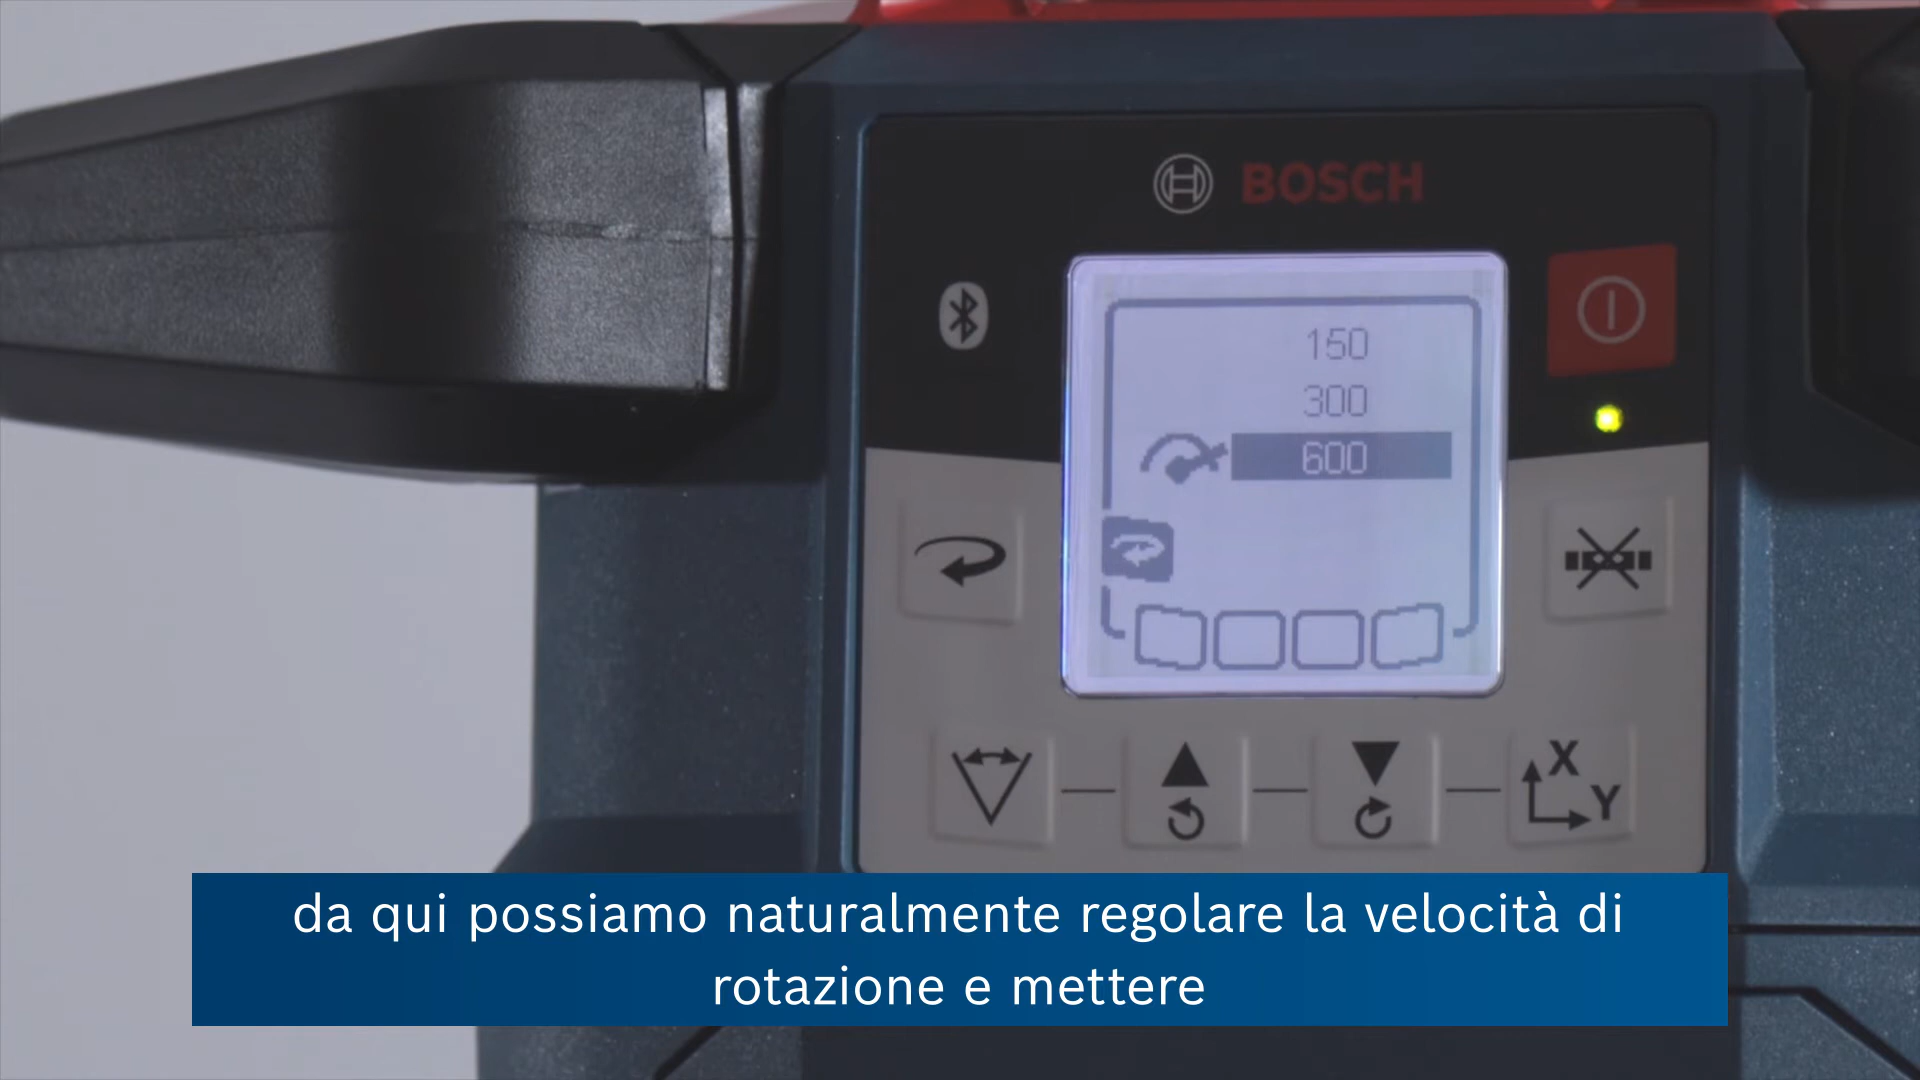 BOSCH
150
300
600
X
Y
da qui possiamo naturalmente regolare la velocità di
rotazione e mettere